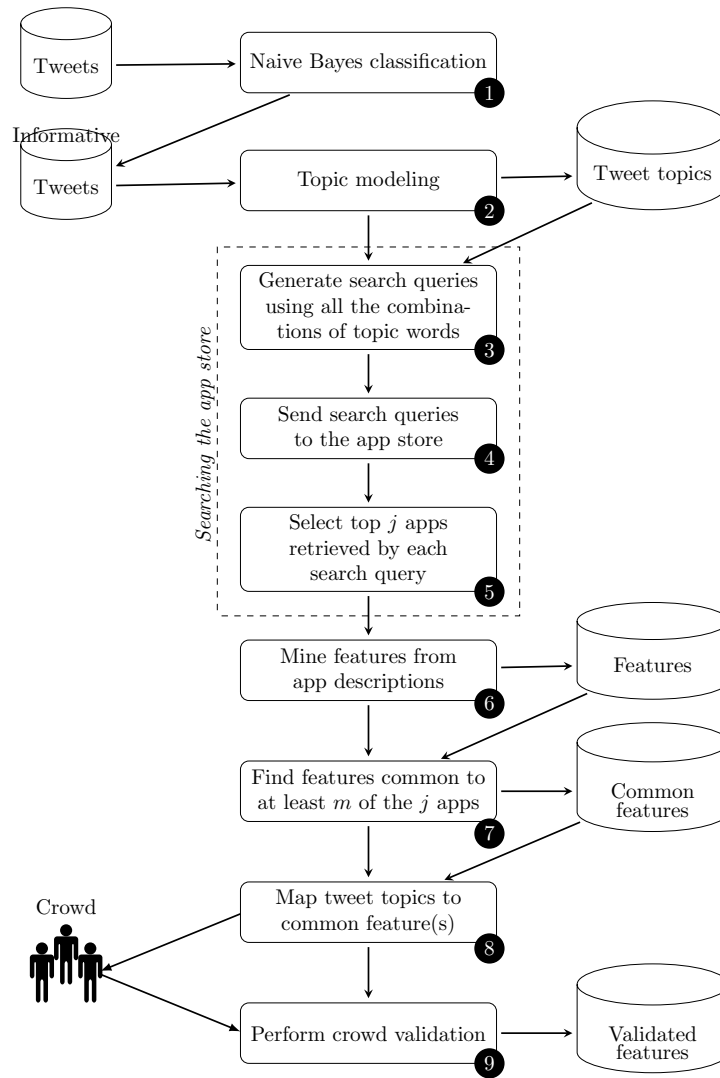 Tweets
Naive Bayes classification
1
Informative
Tweets
Topic modeling
2
Tweet topics
Searching the app store
Generate search queries
using all the combina-
tions of topic words
3
Send search queries
to the app store
4
Select top j apps
retrieved by each
search query
5
Mine features from
app descriptions
6
Features
Find features common to
at least m of the j apps
7
Common
features
Crowd
Map tweet topics to
common feature(s)
8
Perform crowd validation
9
Validated
features